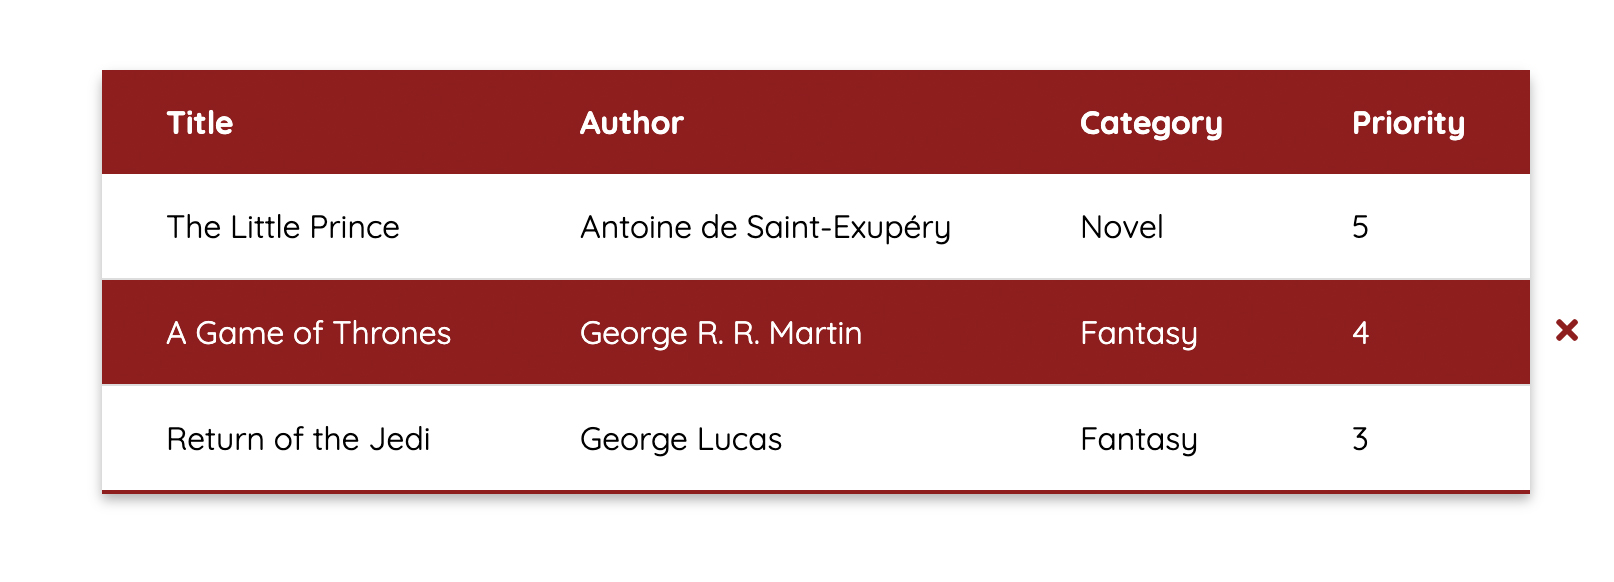 Title Author Category Priority
The Little Prince Antoine de Saint-Exupéry Novel 5
A Game of Thrones George R. R. Martin Fantasy 4
Return of the Jedi George Lucas Fantasy 3